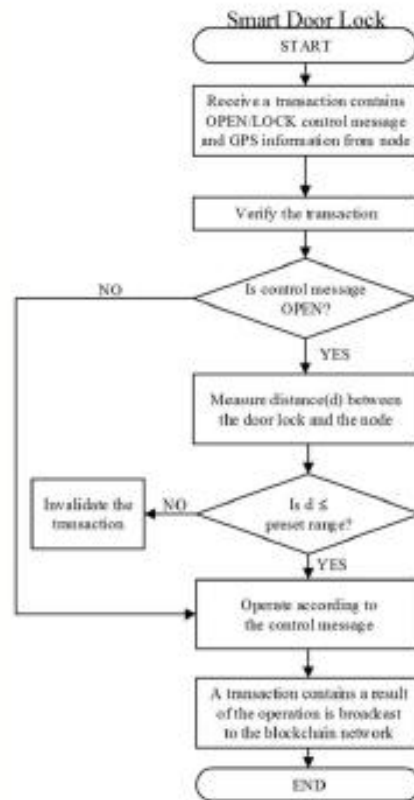 Smart Door Lock
START
Receive a transaction contains
OPEN/LOCK control message
and GPS information from node
Verify the transaction
Is control message
OPEN?
NO
YES
Measure distance(d) between
the door lock and the node
Is d ≤
preset range?
NO
Invalidate the
transaction
YES
Operate according to
the control message
A transaction contains a result
of the operation is broadcast
to the blockchain network
END